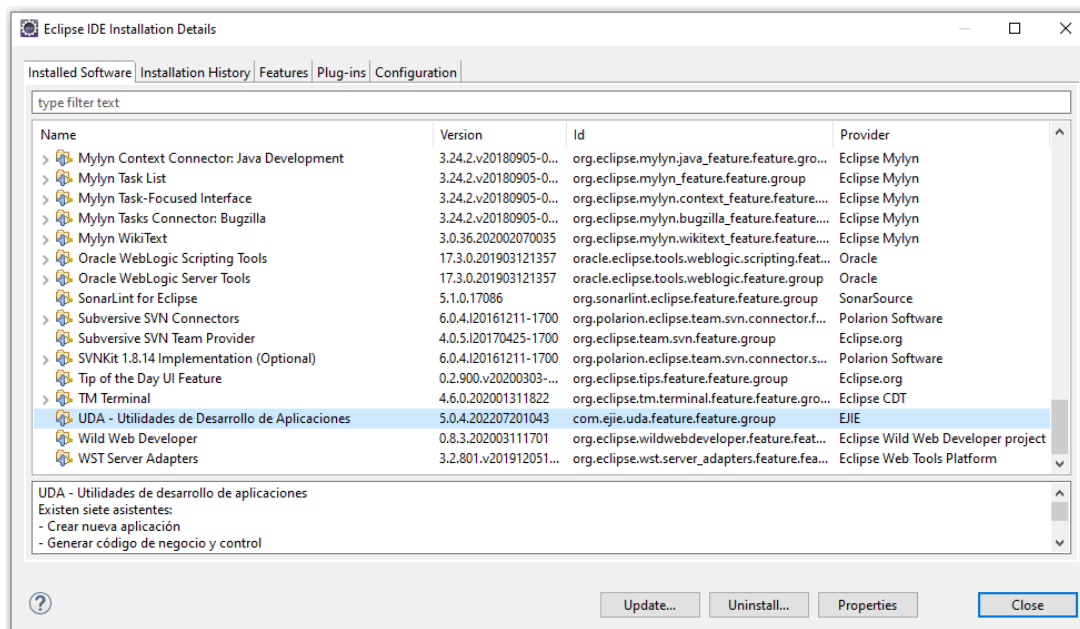 Eclipse IDE Installation Details
Installed Software Installation History Features Plug-ins Configuration
type filter text
Name Version Id Provider
Mylyn Context Connector: Java Development 3.24.2.v20180905-0... org.eclipse.mylyn.java_feature.feature.gro... Eclipse Mylyn
Mylyn Task List 3.24.2.v20180905-0... org.eclipse.mylyn_feature.feature.group Eclipse Mylyn
Mylyn Task-Focused Interface 3.24.2.v20180905-0... org.eclipse.mylyn.context_feature.feature.... Eclipse Mylyn
Mylyn Tasks Connector: Bugzilla 3.24.2.v20180905-0... org.eclipse.mylyn.bugzilla_feature.feature.... Eclipse Mylyn
Mylyn WikiText 3.0.36.202002070035 org.eclipse.mylyn.wikitext_feature.feature.... Eclipse Mylyn
Oracle WebLogic Scripting Tools 17.3.0.201903121357 oracle.eclipse.tools.weblogic.scripting.feat... Oracle
Oracle WebLogic Server Tools 17.3.0.201903121357 oracle.eclipse.tools.weblogic.feature.group Oracle
SonarLint for Eclipse 5.1.0.17086 org.sonarlint.eclipse.feature.feature.group SonarSource
Subversive SVN Connectors 6.0.4.I20161211-1700 org.polarion.eclipse.team.svn.connector.f... Polarion Software
Subversive SVN Team Provider 4.0.5.I20170425-1700 org.eclipse.team.svn.feature.group Eclipse.org
SVNKit 1.8.14 Implementation (Optional) 6.0.4.I20161211-1700 org.polarion.eclipse.team.svn.connector.s... Polarion Software
Tip of the Day UI Feature 0.2.900.v20200303-... org.eclipse.tips.feature.feature.group Eclipse.org
TM Terminal 4.6.0.202001311822 org.eclipse.tm.terminal.feature.feature.gro... Eclipse CDT
UDA - Utilidades de Desarrollo de Aplicaciones 5.0.4.202207201043 com.ejie.uda.feature.feature.group EJIE
Wild Web Developer 0.8.3.202003111701 org.eclipse.wildwebdeveloper.feature.feat... Eclipse Wild Web Developer project
WST Server Adapters 3.2.801.v201912051... org.eclipse.wst.server_adapters.feature.fea... Eclipse Web Tools Platform
UDA - Utilidades de desarrollo de aplicaciones
Existen siete asistentes:
- Crear nueva aplicación
- Generar código de negocio y control
? Update... Uninstall... Properties Close